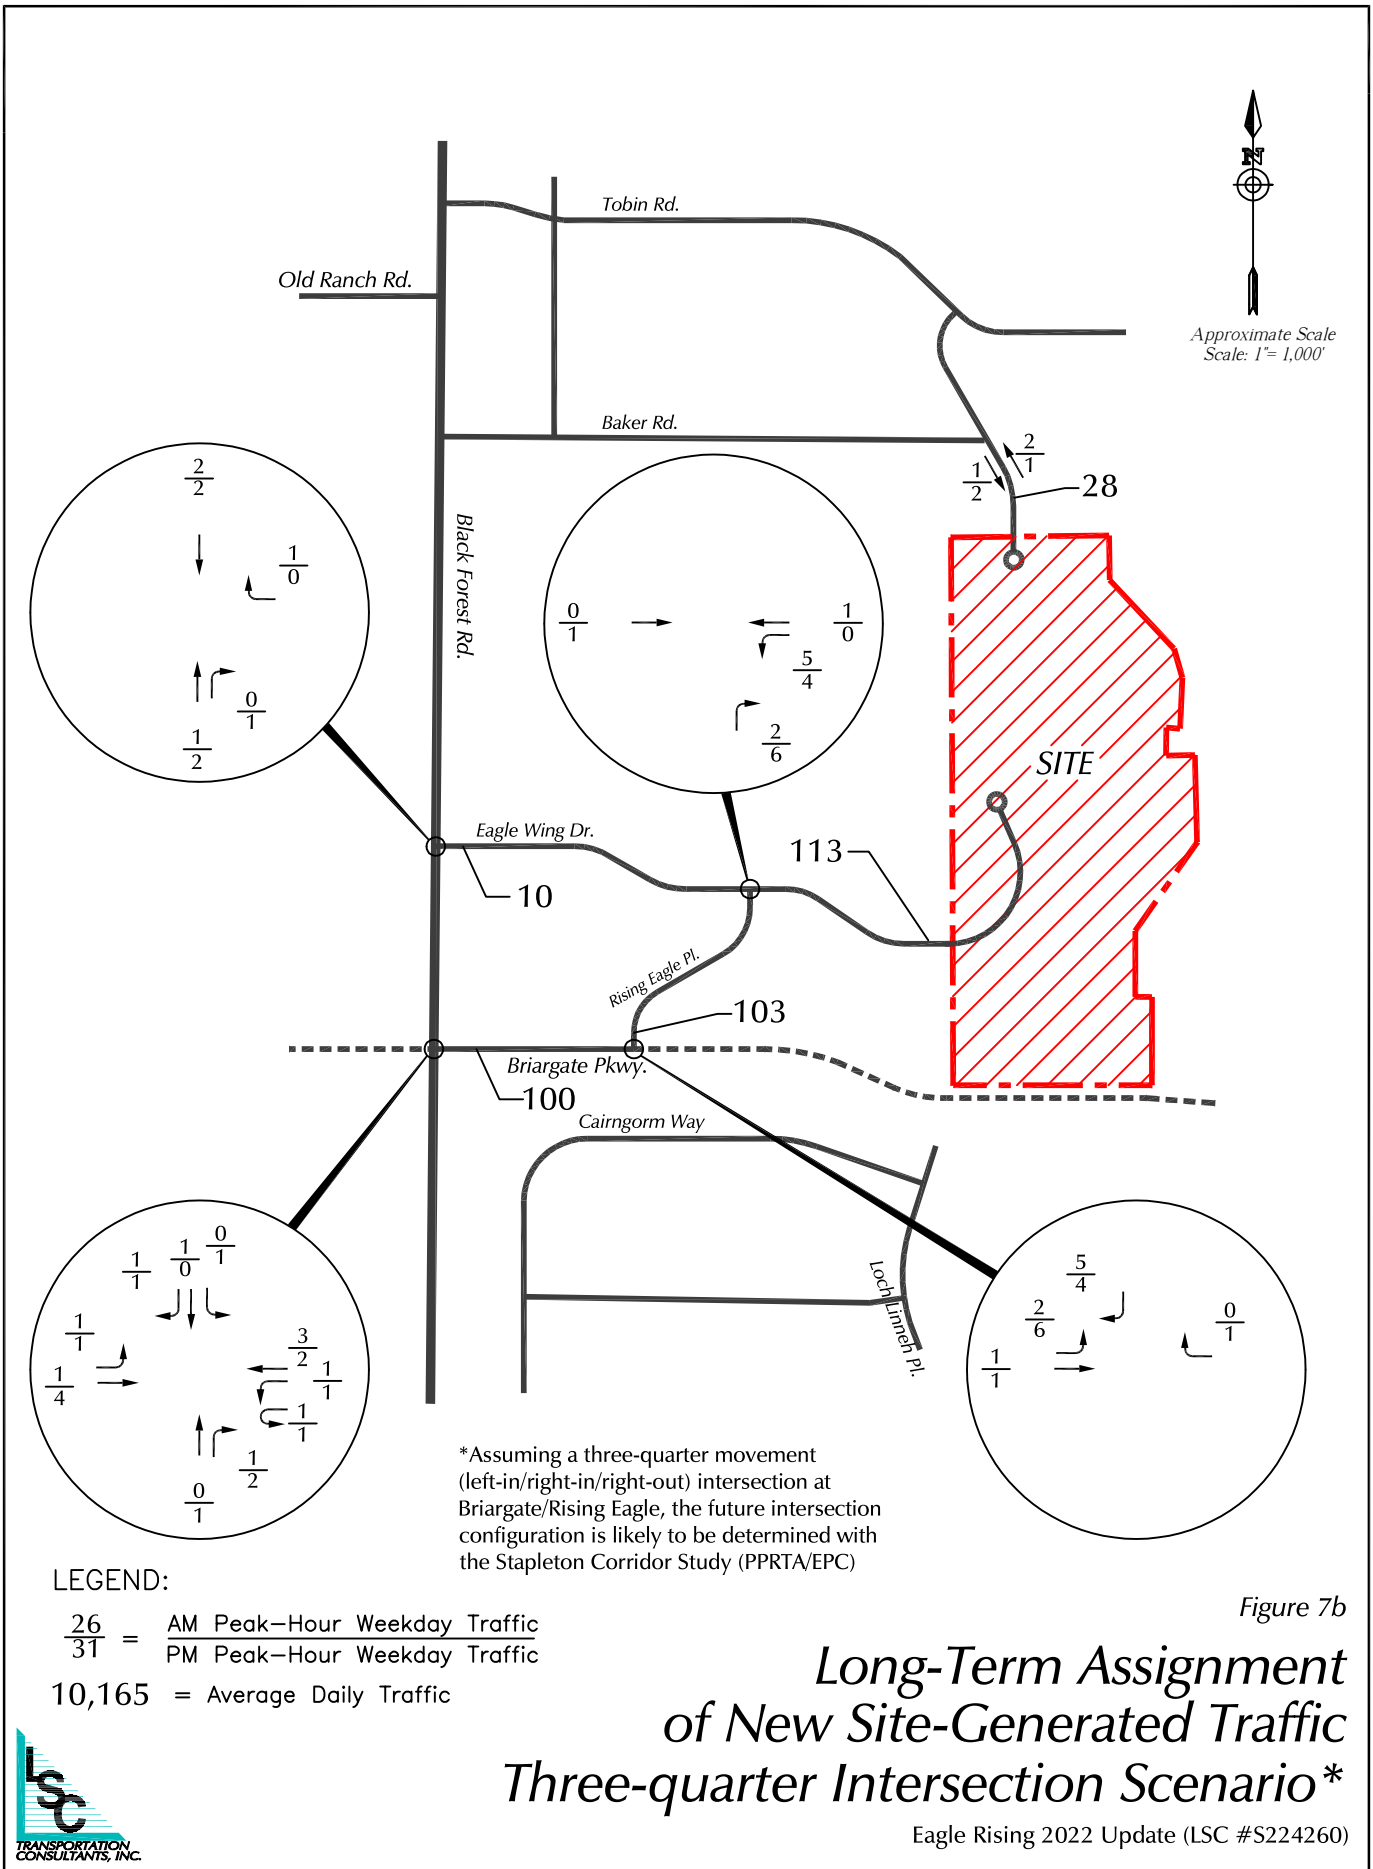 N
Approximate Scale
Scale: 1"= 1,000'
Tobin Rd.
Old Ranch Rd.
Baker Rd.
2
1
1
2
28
Black Forest Rd.
2
2
1
0
0
1
1
2
0
1
1
0
5
4
2
6
SITE
Eagle Wing Dr.
10
113
Rising Eagle Pl.
103
Briargate Pkwy.
100
Cairngorm Way
Loch Linneh Pl.
0
1
1
0
1
1
1
1
1
4
3
2
1
1
1
1
1
2
0
1
5
4
2
6
1
1
0
1
*Assuming a three-quarter movement
(left-in/right-in/right-out) intersection at
Briargate/Rising Eagle, the future intersection
configuration is likely to be determined with
the Stapleton Corridor Study (PPRTA/EPC)
LEGEND:
26
31
=
AM Peak-Hour Weekday Traffic
PM Peak-Hour Weekday Traffic
10,165 = Average Daily Traffic
Figure 7b
Long-Term Assignment
of New Site-Generated Traffic
Three-quarter Intersection Scenario*
Eagle Rising 2022 Update (LSC #S224260)
LSC
TRANSPORTATION
CONSULTANTS, INC.